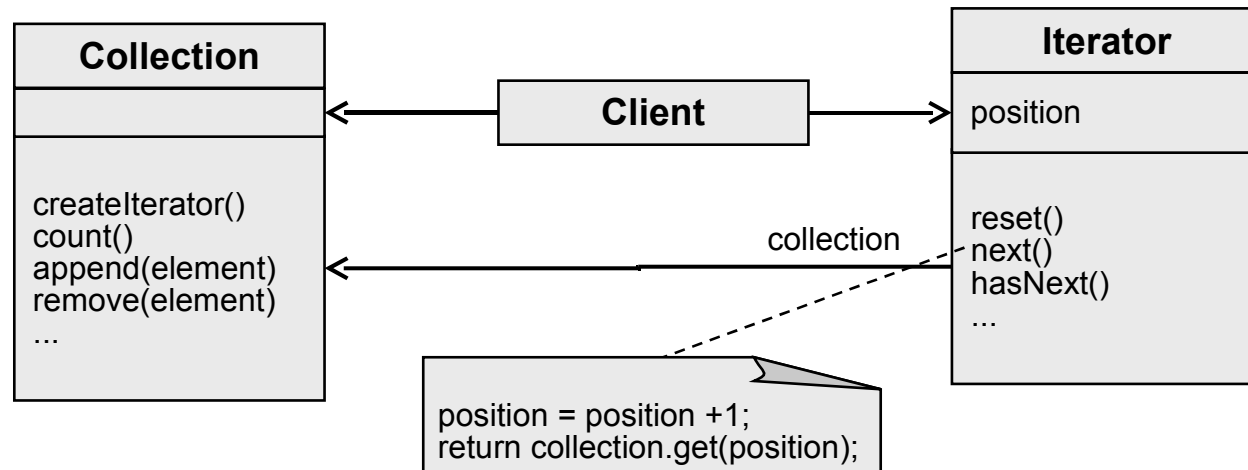 Collection
createIterator()
count()
append(element)
remove(element)
...
Client
collection
Iterator
position
reset()
next()
hasNext()
...
position = position +1;
return collection.get(position);